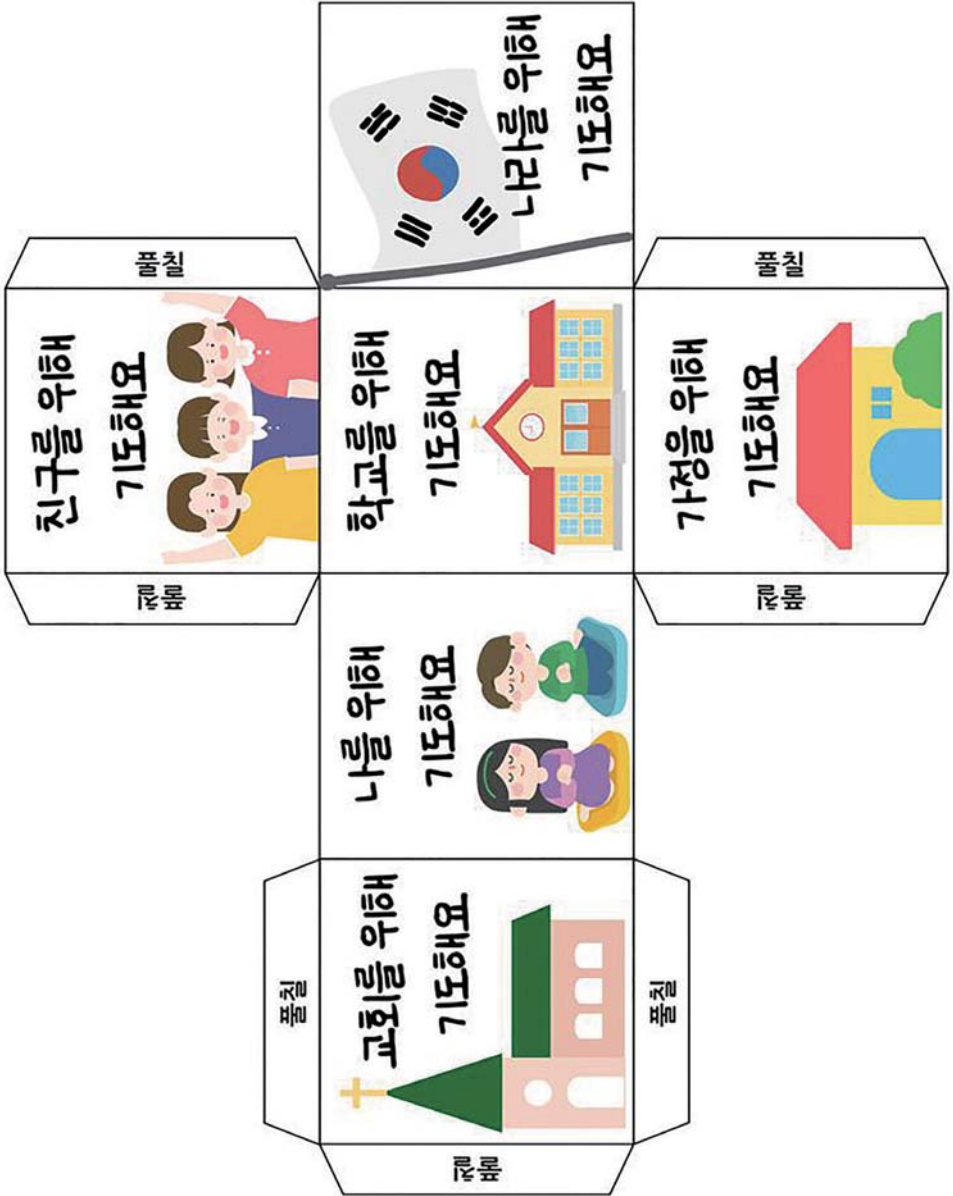 나라를 위해
기도해요
풀칠
풀칠
친구를 위해
기도해요
학교를 위해
기도해요
가정을 위해
기도해요
풀칠
풀칠
나를 위해
기도해요
교회를 위해
기도해요
풀칠
풀칠
풀칠